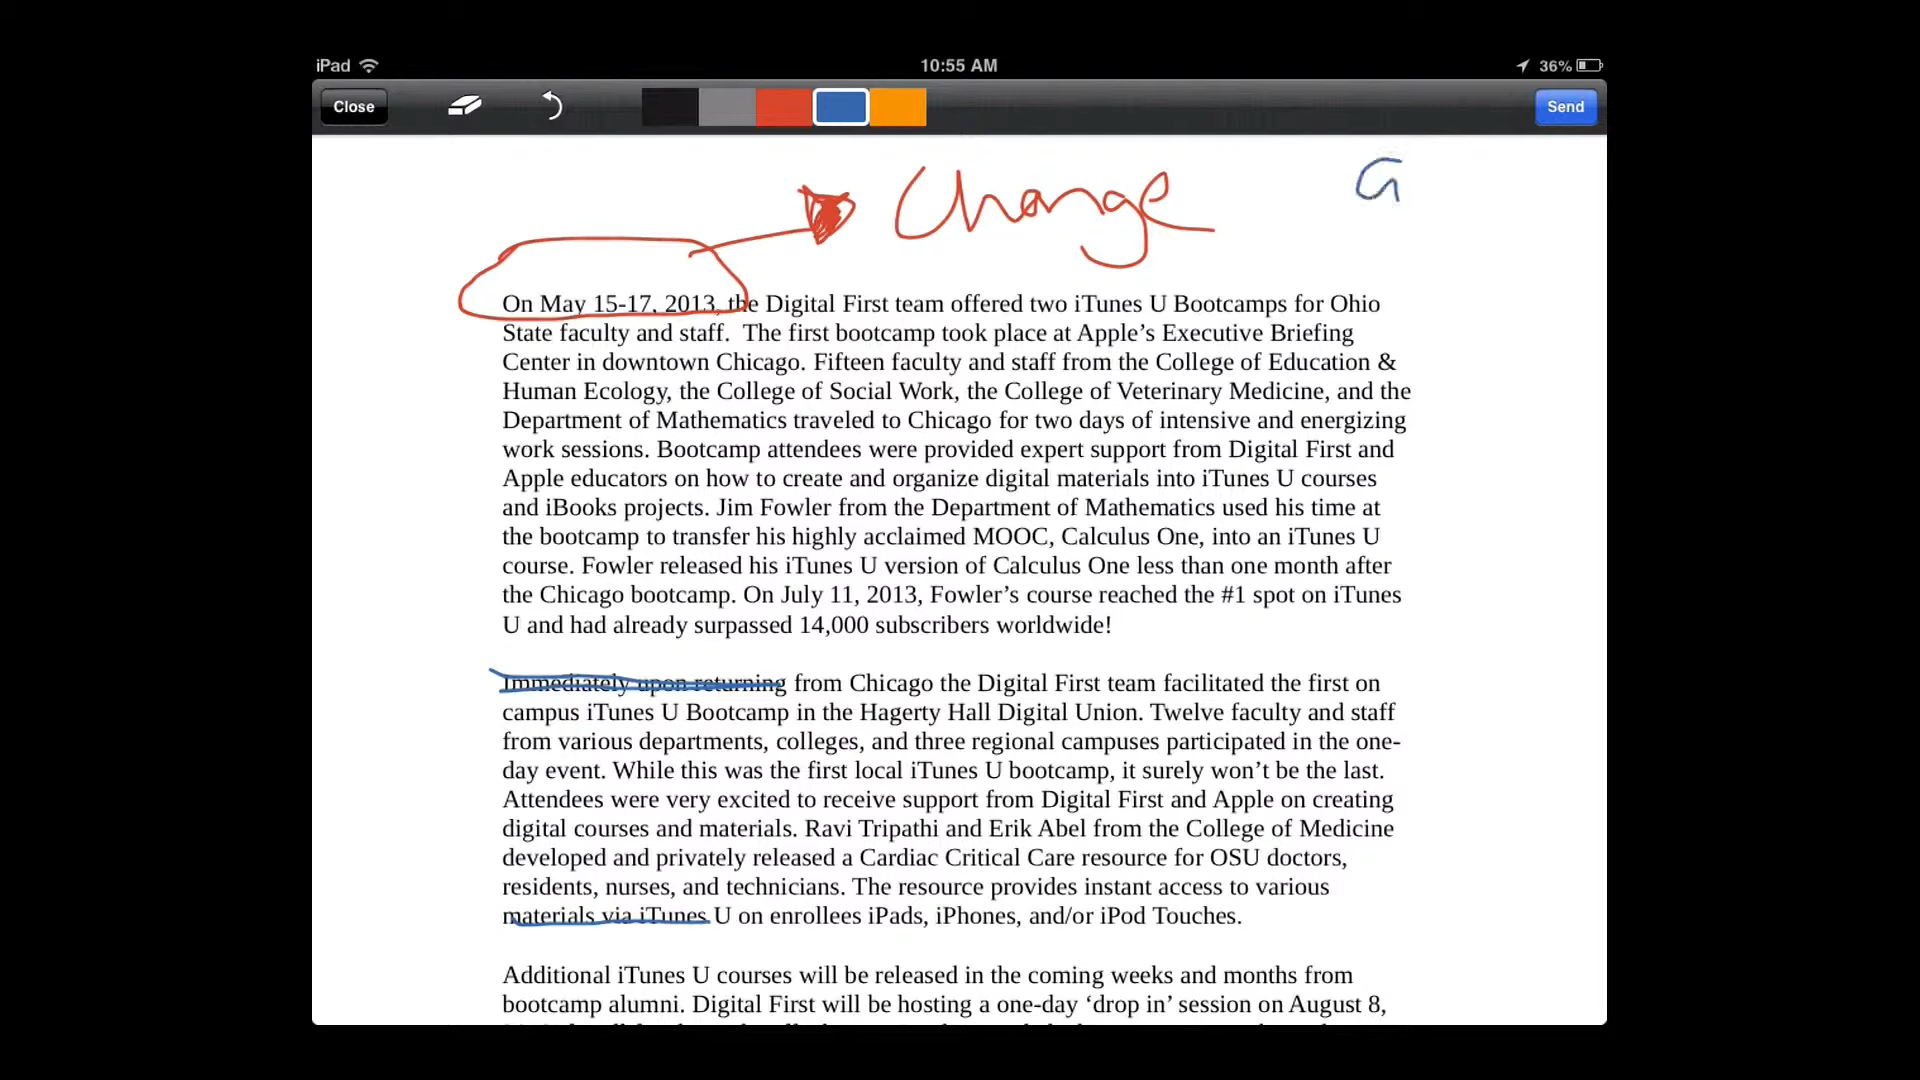 iPad
10:55 AM
36%
Close
Send
Change
G
On May 15-17, 2013, the Digital First team offered two iTunes U Bootcamps for Ohio
State faculty and staff.  The first bootcamp took place at Apple’s Executive Briefing
Center in downtown Chicago. Fifteen faculty and staff from the College of Education &
Human Ecology, the College of Social Work, the College of Veterinary Medicine, and the
Department of Mathematics traveled to Chicago for two days of intensive and energizing
work sessions. Bootcamp attendees were provided expert support from Digital First and
Apple educators on how to create and organize digital materials into iTunes U courses
and iBooks projects. Jim Fowler from the Department of Mathematics used his time at
the bootcamp to transfer his highly acclaimed MOOC, Calculus One, into an iTunes U
course. Fowler released his iTunes U version of Calculus One less than one month after
the Chicago bootcamp. On July 11, 2013, Fowler’s course reached the #1 spot on iTunes
U and had already surpassed 14,000 subscribers worldwide!
Immediately upon returning from Chicago the Digital First team facilitated the first on
campus iTunes U Bootcamp in the Hagerty Hall Digital Union. Twelve faculty and staff
from various departments, colleges, and three regional campuses participated in the one-
day event. While this was the first local iTunes U bootcamp, it surely won’t be the last.
Attendees were very excited to receive support from Digital First and Apple on creating
digital courses and materials. Ravi Tripathi and Erik Abel from the College of Medicine
developed and privately released a Cardiac Critical Care resource for OSU doctors,
residents, nurses, and technicians. The resource provides instant access to various
materials via iTunes U on enrollees iPads, iPhones, and/or iPod Touches.
Additional iTunes U courses will be released in the coming weeks and months from
bootcamp alumni. Digital First will be hosting a one-day ‘drop in’ session on August 8,